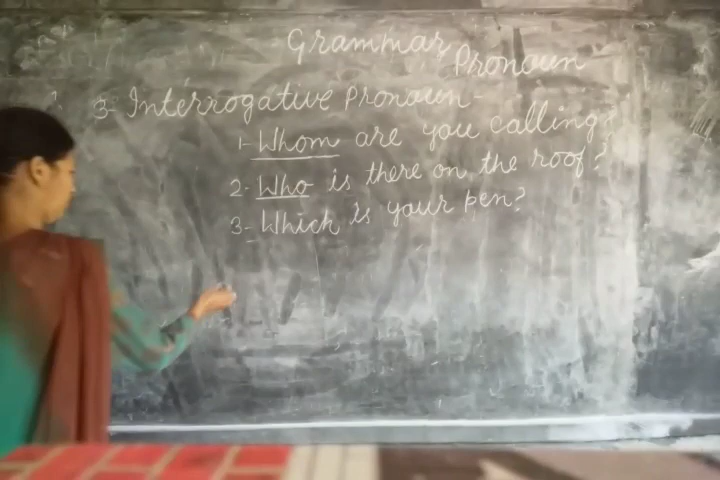 Grammar
Pronoun
3- Interrogative Pronoun-
1- Whom are you calling?
2- Who is there on the roof?
3- Which is your pen?